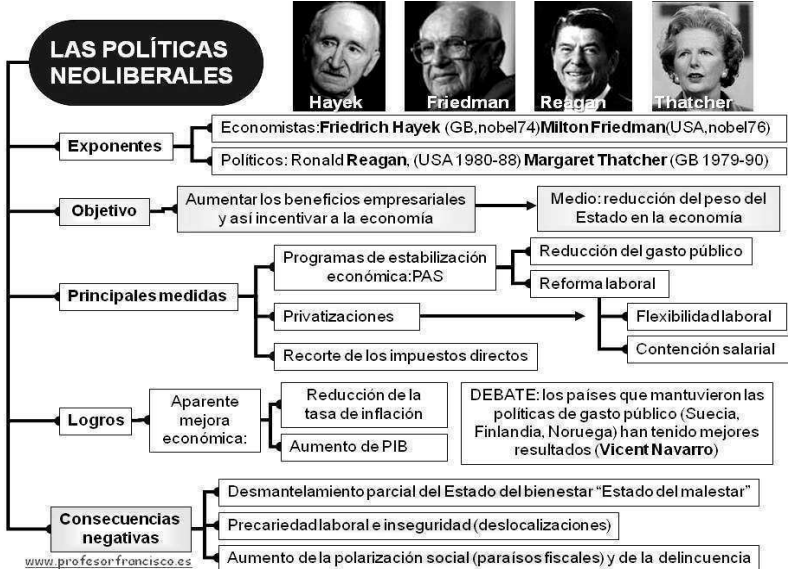 LAS POLÍTICAS
NEOLIBERALES
Hayek
Friedman
Reagan
Thatcher
Exponentes
Economistas:Friedrich Hayek (GB,nobel74)Milton Friedman(USA,nobel76)
Políticos: Ronald Reagan, (USA 1980-88) Margaret Thatcher (GB 1979-90)
Objetivo
Aumentar los beneficios empresariales
y así incentivar a la economía
Medio: reducción del peso del
Estado en la economía
Principales medidas
Programas de estabilización
económica:PAS
Reducción del gasto público
Reforma laboral
Flexibilidad laboral
Contención salarial
Privatizaciones
Recorte de los impuestos directos
Logros
Aparente
mejora
económica:
Reducción de la
tasa de inflación
Aumento de PIB
DEBATE: los países que mantuvieron las
políticas de gasto público (Suecia,
Finlandia, Noruega) han tenido mejores
resultados (Vicent Navarro)
Consecuencias
negativas
Desmantelamiento parcial del Estado del bienestar “Estado del malestar”
Precariedad laboral e inseguridad (deslocalizaciones)
Aumento de la polarización social (paraísos fiscales) y de la delincuencia
www.profesorfrancisco.es